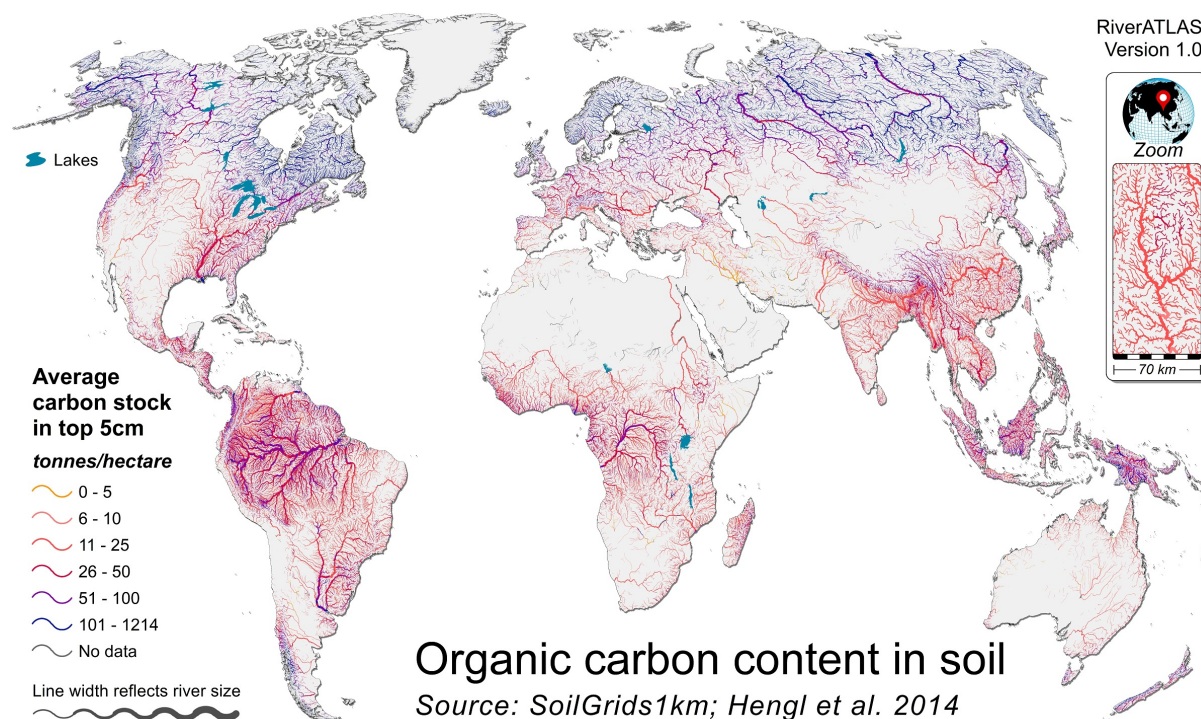 RiverATLAS
Version 1.0
Zoom
70 km
Lakes
Average
carbon stock
in top 5cm
tonnes/hectare
0 - 5
6 - 10
11 - 25
26 - 50
51 - 100
101 - 1214
No data
Line width reflects river size
Organic carbon content in soil
Source: SoilGrids1km; Hengl et al. 2014